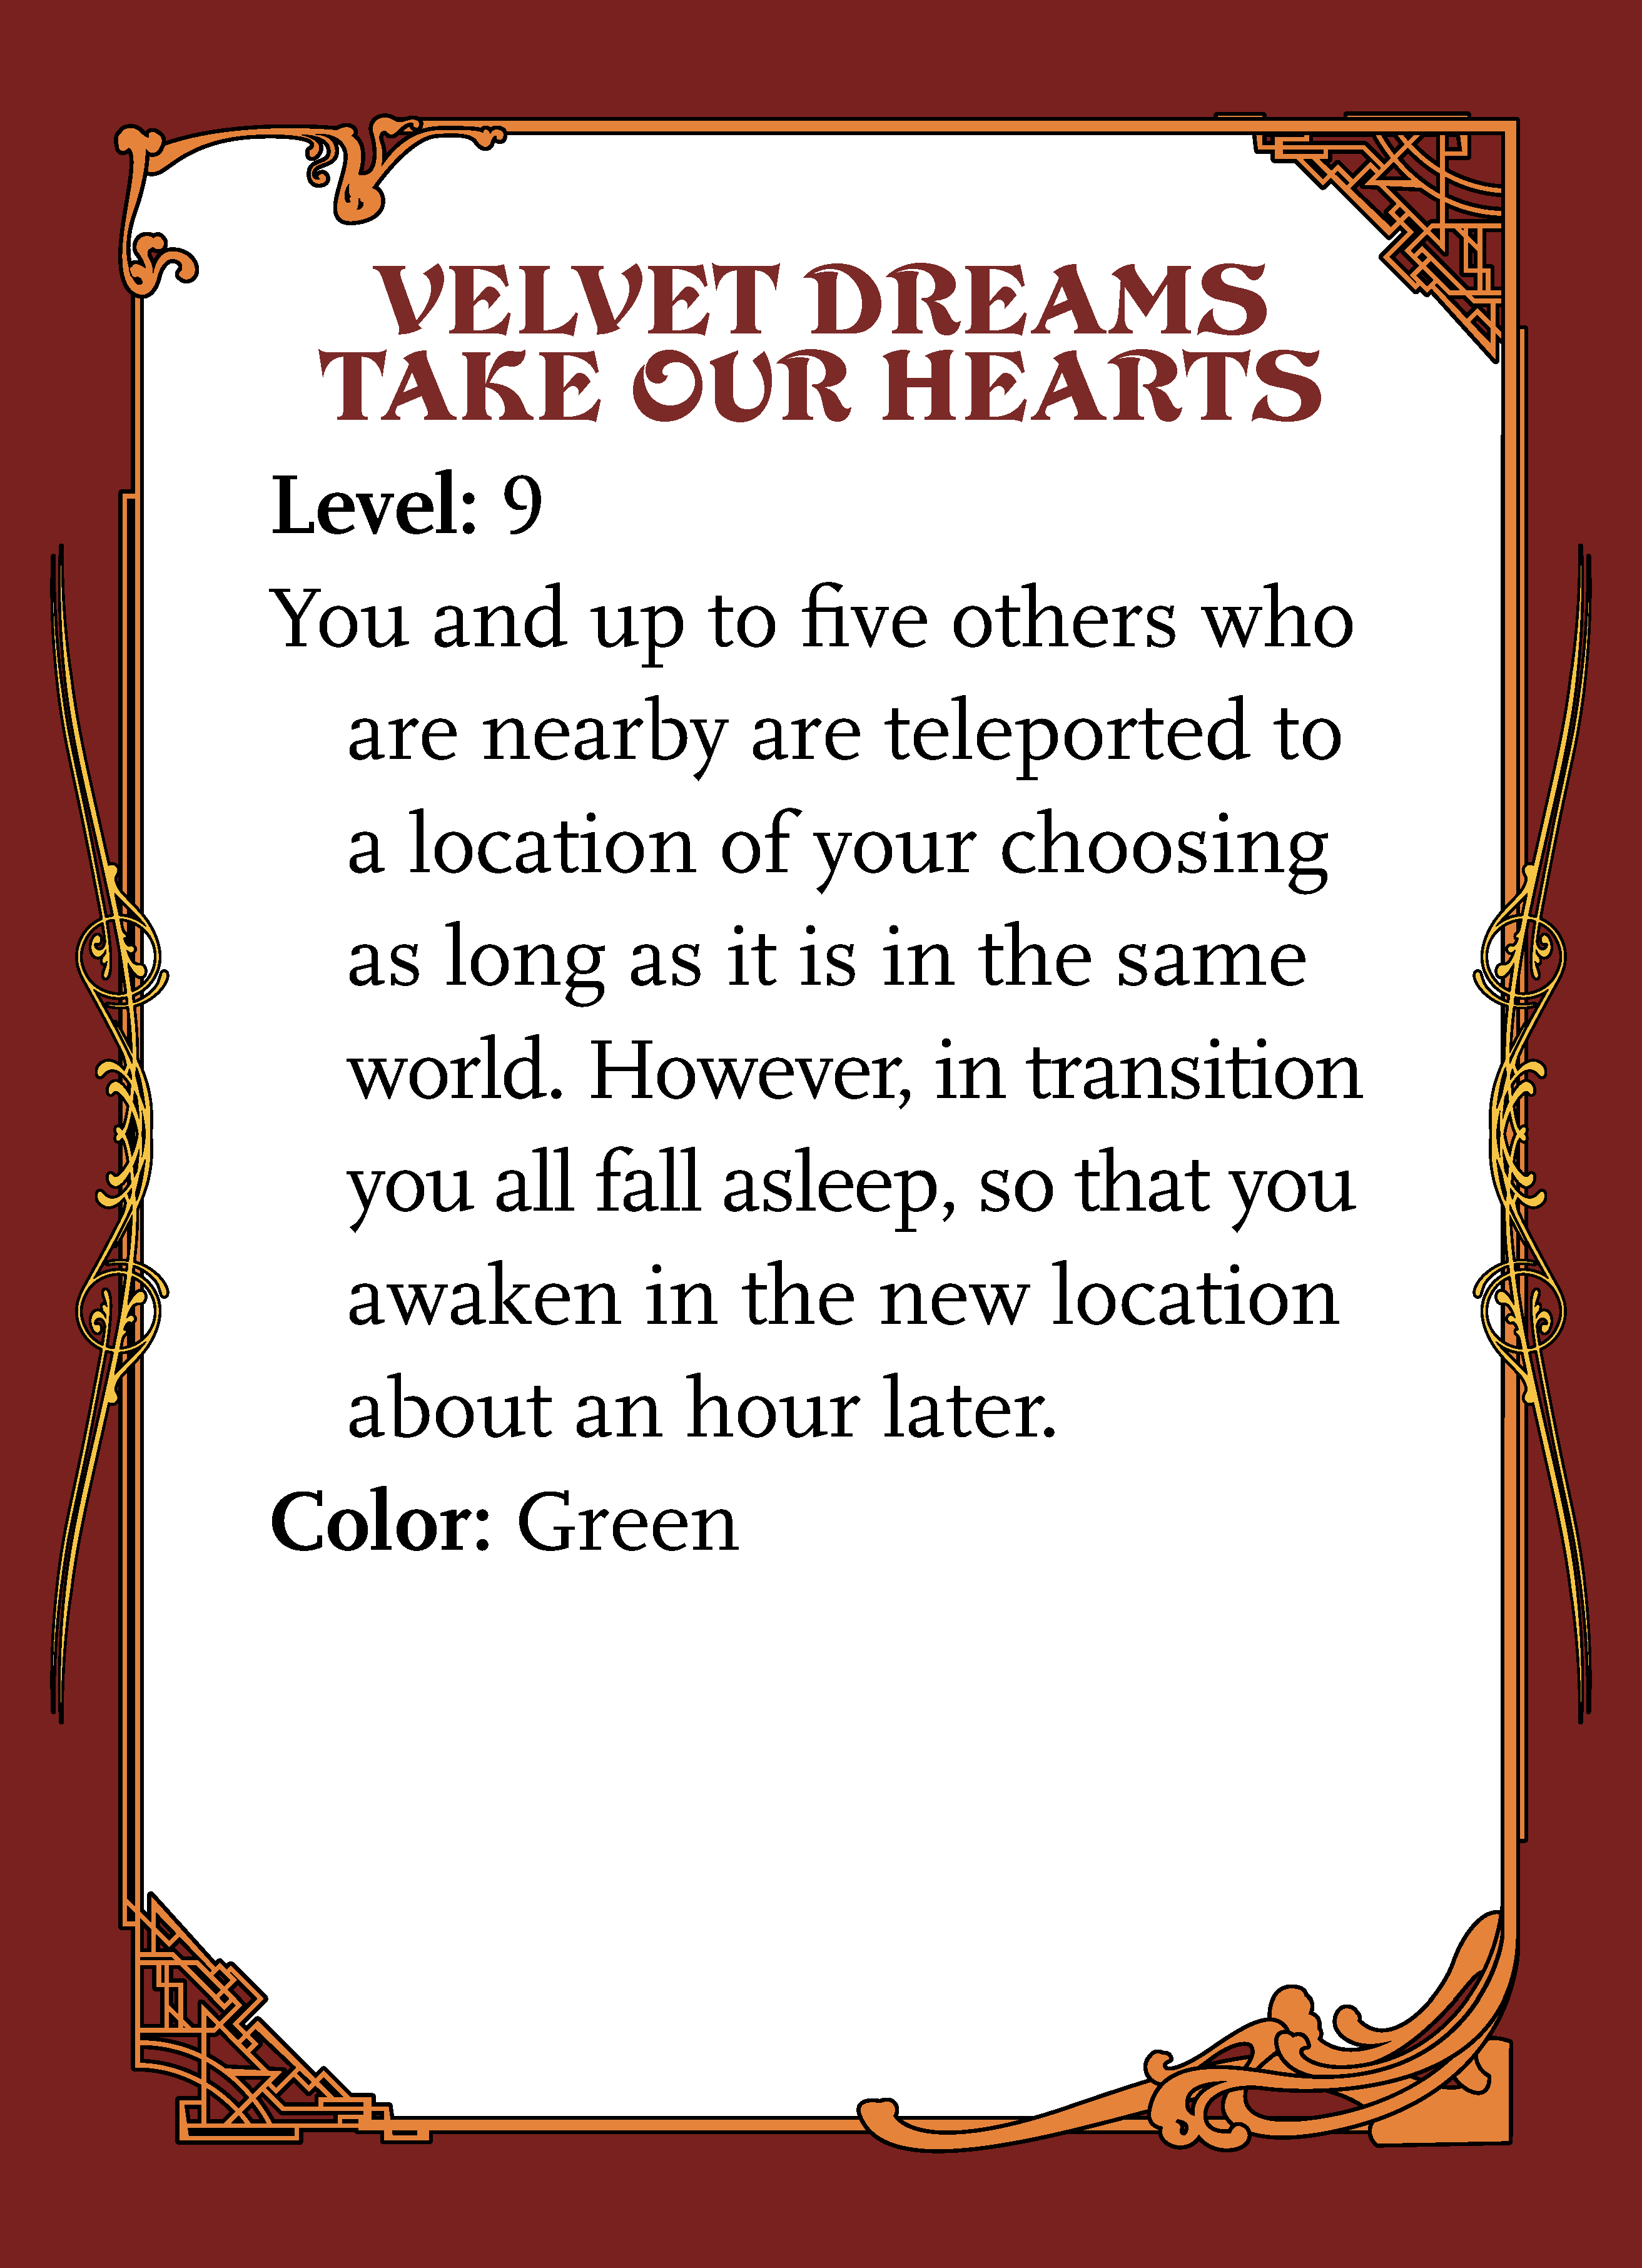 VELVET DREAMS
TAKE OUR HEARTS
Level: 9
You and up to five others who
are nearby are teleported to
a location of your choosing
as long as it is in the same
world. However, in transition
you all fall asleep, so that you
awaken in the new location
about an hour later.
Color: Green